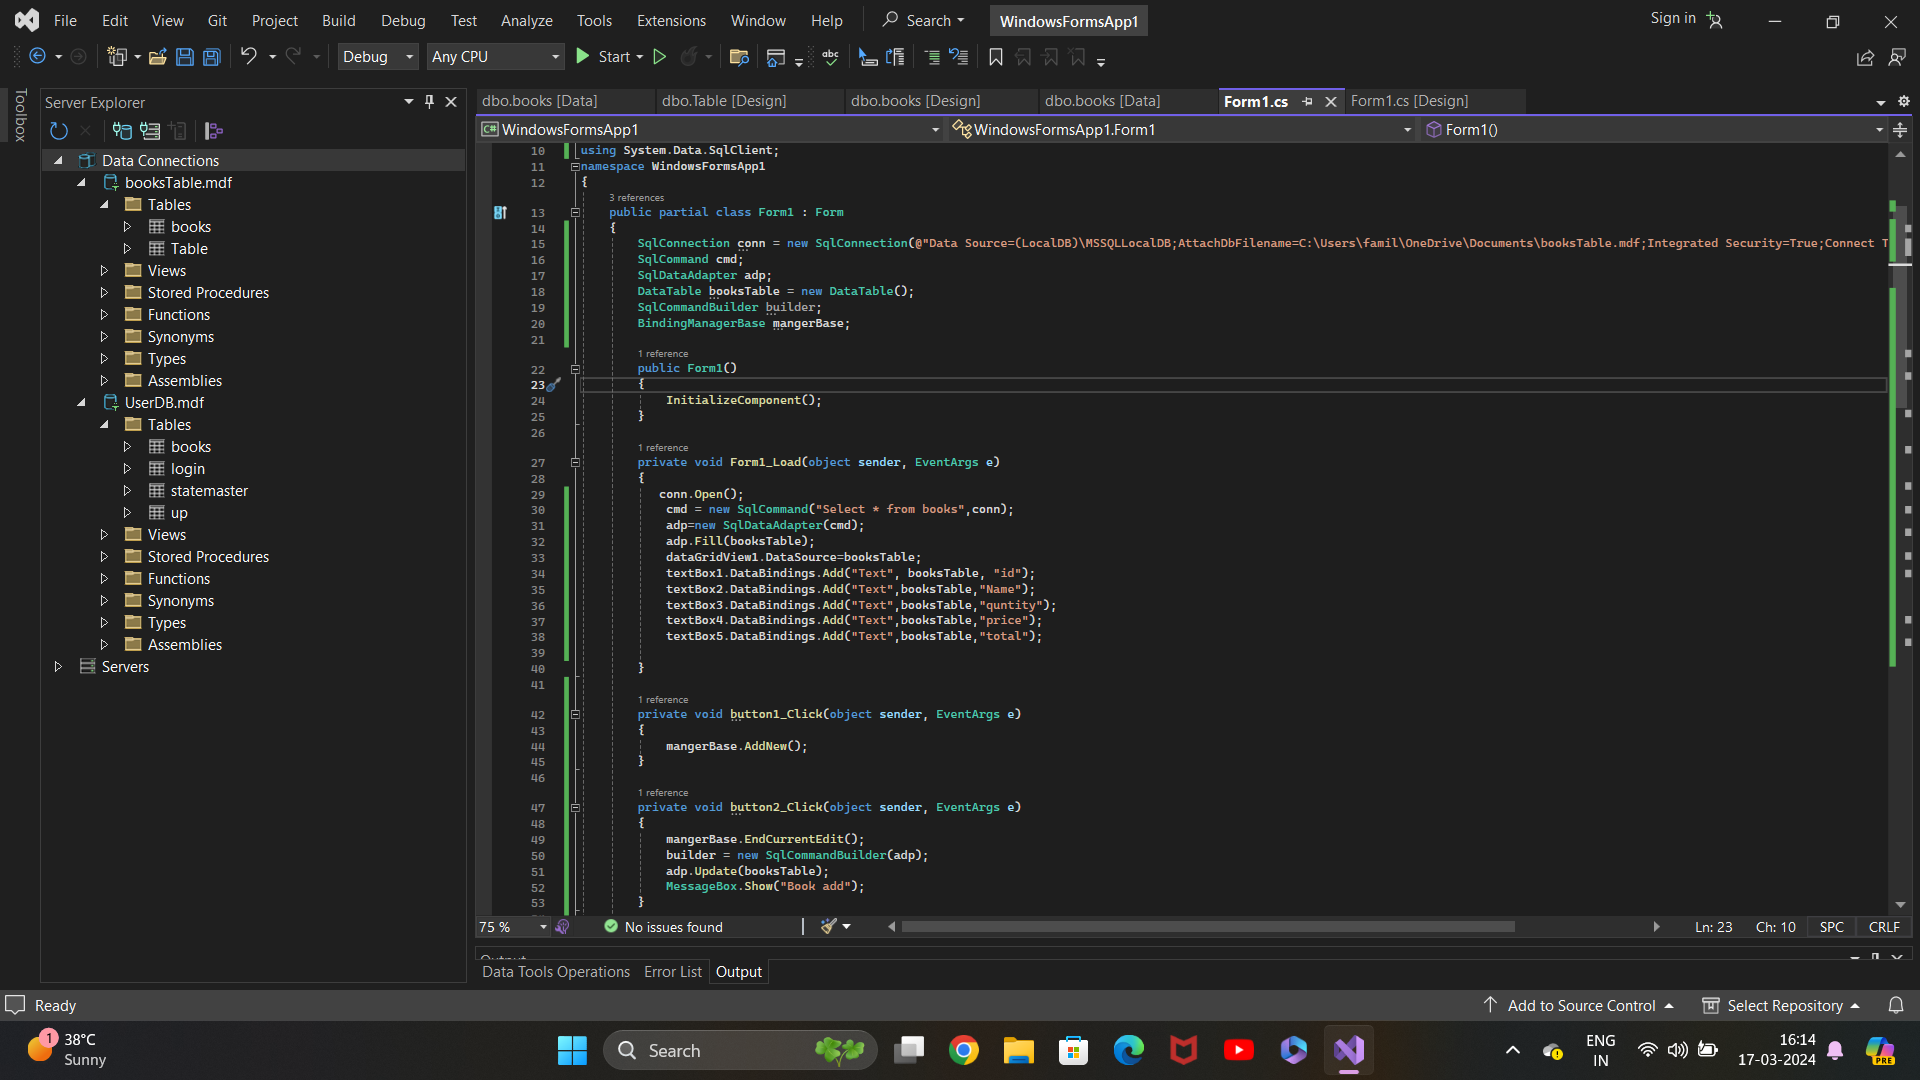 File Edit View Git Project Build Debug Test Analyze Tools Extensions Window Help Search WindowsFormsApp1 Sign in
Debug Any CPU Start
Toolbox
Server Explorer
Data Connections
booksTable.mdf
Tables
books
Table
Views
Stored Procedures
Functions
Synonyms
Types
Assemblies
UserDB.mdf
Tables
books
login
statemaster
up
Views
Stored Procedures
Functions
Synonyms
Types
Assemblies
Servers
dbo.books [Data] dbo.Table [Design] dbo.books [Design] dbo.books [Data] Form1.cs Form1.cs [Design]
C# WindowsFormsApp1 WindowsFormsApp1.Form1 Form1()
10 using System.Data.SqlClient;
11 namespace WindowsFormsApp1
12 {
3 references
13 public partial class Form1 : Form
14 {
15 SqlConnection conn = new SqlConnection(@"Data Source=(LocalDB)\MSSQLLocalDB;AttachDbFilename=C:\Users\famil\OneDrive\Documents\booksTable.mdf;Integrated Security=True;Connect T
16 SqlCommand cmd;
17 SqlDataAdapter adp;
18 DataTable booksTable = new DataTable();
19 SqlCommandBuilder builder;
20 BindingManagerBase mangerBase;
21
1 reference
22 public Form1()
23 {
24 InitializeComponent();
25 }
26
1 reference
27 private void Form1_Load(object sender, EventArgs e)
28 {
29 conn.Open();
30 cmd = new SqlCommand("Select * from books",conn);
31 adp=new SqlDataAdapter(cmd);
32 adp.Fill(booksTable);
33 dataGridView1.DataSource=booksTable;
34 textBox1.DataBindings.Add("Text", booksTable, "id");
35 textBox2.DataBindings.Add("Text",booksTable,"Name");
36 textBox3.DataBindings.Add("Text",booksTable,"quntity");
37 textBox4.DataBindings.Add("Text",booksTable,"price");
38 textBox5.DataBindings.Add("Text",booksTable,"total");
39
40 }
41
1 reference
42 private void button1_Click(object sender, EventArgs e)
43 {
44 mangerBase.AddNew();
45 }
46
1 reference
47 private void button2_Click(object sender, EventArgs e)
48 {
49 mangerBase.EndCurrentEdit();
50 builder = new SqlCommandBuilder(adp);
51 adp.Update(booksTable);
52 MessageBox.Show("Book add");
53 }
75 % No issues found Ln: 23 Ch: 10 SPC CRLF
Output
Data Tools Operations Error List Output
Ready Add to Source Control Select Repository
1 38°C
Sunny
Search
ENG
IN
16:14
17-03-2024
PRE